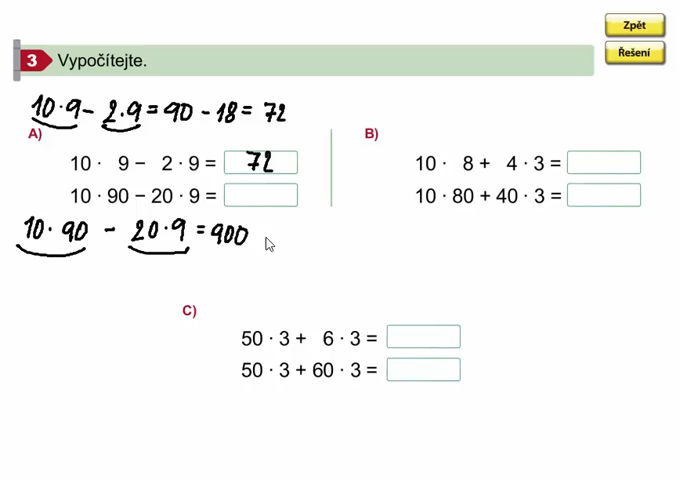 Zpět
Řešení
3 Vypočítejte.
10·9 - 2·9 = 90 - 18 = 72
A)
10 · 9 − 2 · 9 = 72
10 · 90 − 20 · 9 =
10 · 90 - 20 · 9 = 900
B)
10 · 8 + 4 · 3 =
10 · 80 + 40 · 3 =
C)
50 · 3 + 6 · 3 =
50 · 3 + 60 · 3 =